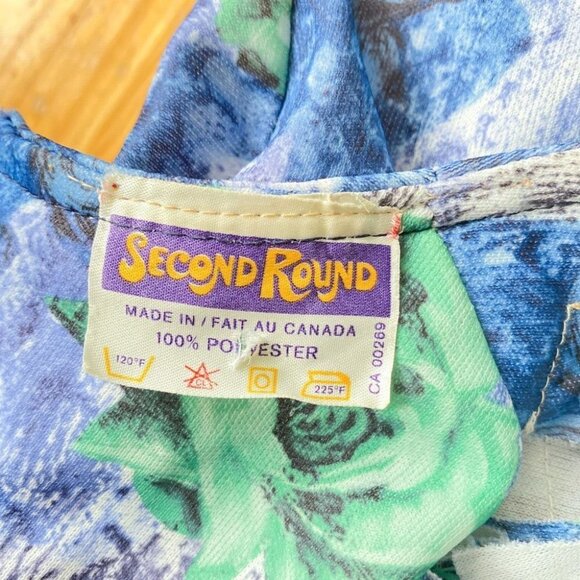 SECOND ROUND
MADE IN / FAIT AU CANADA
100% POLYESTER
120°F
CL
225°F
CA 00269